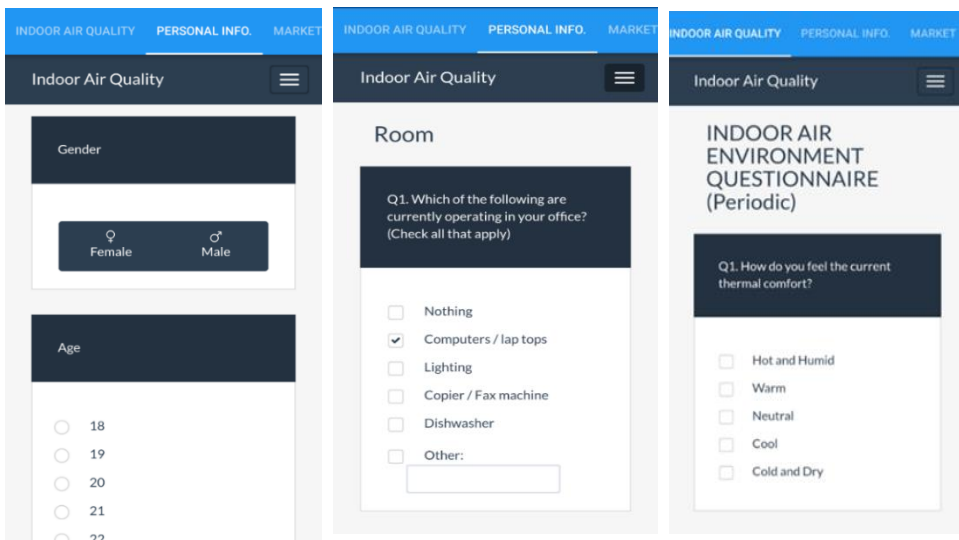 INDOOR AIR QUALITY PERSONAL INFO. MARKET
Indoor Air Quality
Gender
♀ ♂
Female Male
Age
18
19
20
21
22
INDOOR AIR QUALITY PERSONAL INFO. MARKET
Indoor Air Quality
Room
Q1. Which of the following are
currently operating in your office?
(Check all that apply)
Nothing
Computers / lap tops
Lighting
Copier / Fax machine
Dishwasher
Other:
INDOOR AIR QUALITY PERSONAL INFO. MARKET
Indoor Air Quality
INDOOR AIR
ENVIRONMENT
QUESTIONNAIRE
(Periodic)
Q1. How do you feel the current
thermal comfort?
Hot and Humid
Warm
Neutral
Cool
Cold and Dry